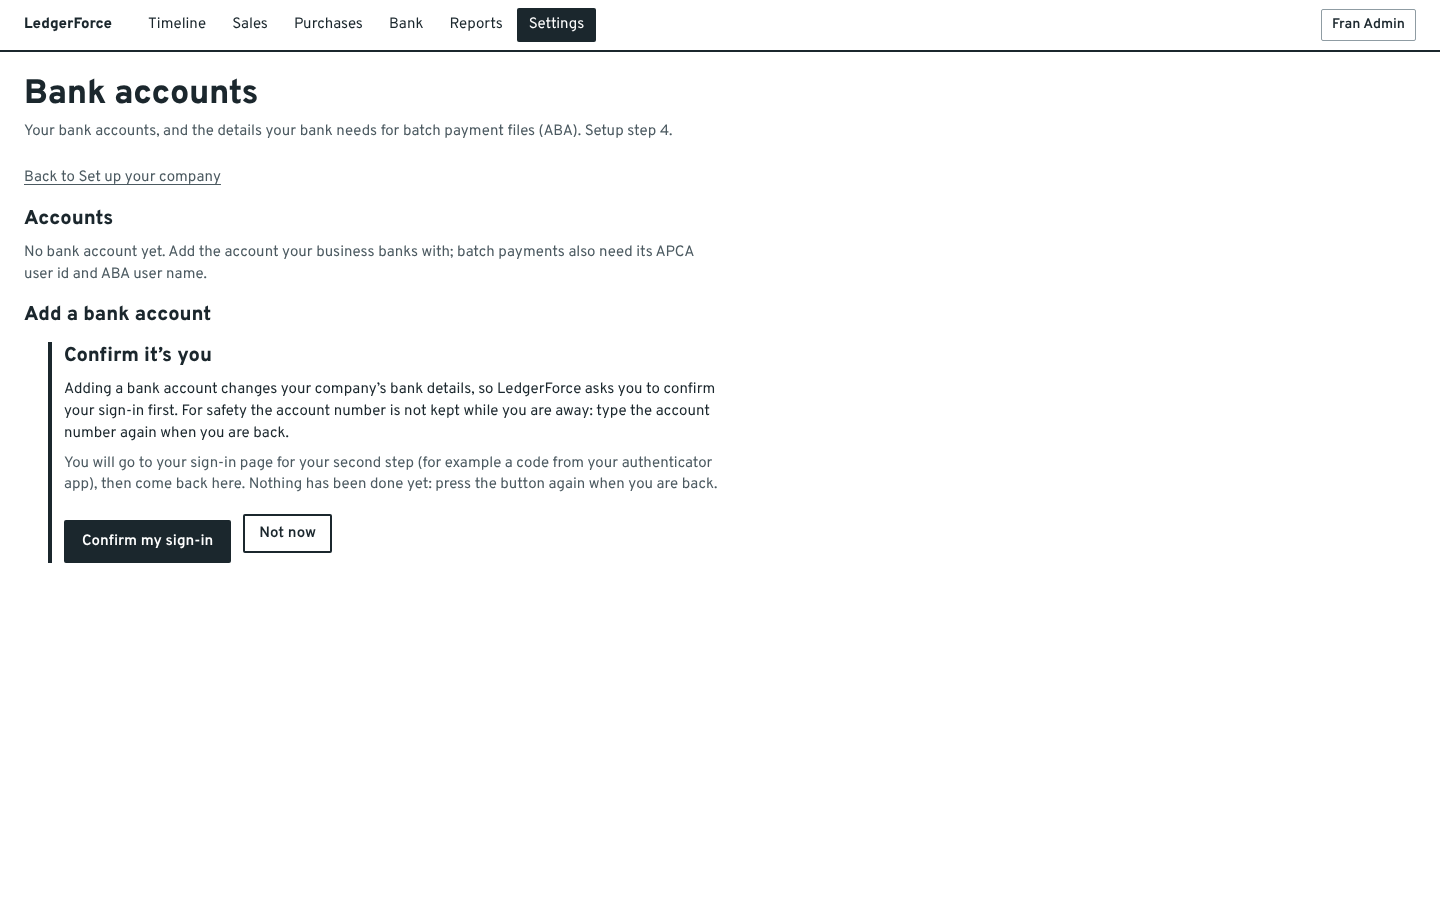 LedgerForce
Timeline
Sales
Purchases
Bank
Reports
Settings
Fran Admin
Bank accounts
Your bank accounts, and the details your bank needs for batch payment files (ABA). Setup step 4.
Back to Set up your company
Accounts
No bank account yet. Add the account your business banks with; batch payments also need its APCA
user id and ABA user name.
Add a bank account
Confirm it’s you
Adding a bank account changes your company’s bank details, so LedgerForce asks you to confirm
your sign-in first. For safety the account number is not kept while you are away: type the account
number again when you are back.
You will go to your sign-in page for your second step (for example a code from your authenticator
app), then come back here. Nothing has been done yet: press the button again when you are back.
Confirm my sign-in
Not now